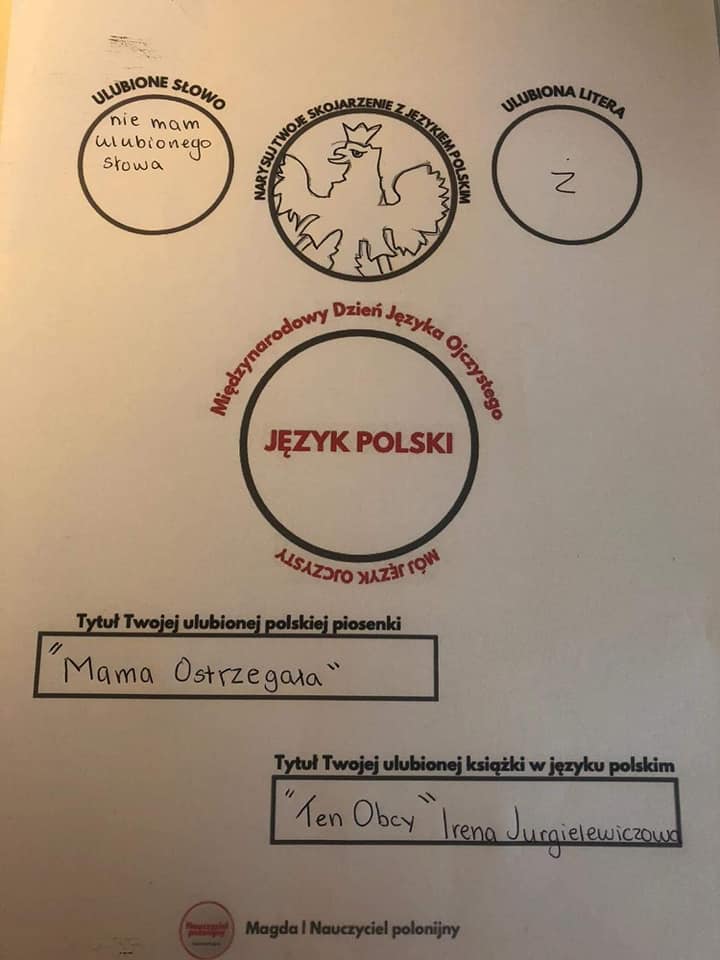 ULUBIONE SŁOWO
nie mam
ulubionego
słowa
NARYSUJ TWOJE SKOJARZENIE Z JĘZYKIEM POLSKIM
ULUBIONA LITERA
Ż
Międzynarodowy Dzień Języka Ojczystego
JĘZYK POLSKI
MÓJ JĘZYK OJCZYSTY
Tytuł Twojej ulubionej polskiej piosenki
"Mama Ostrzegała"
Tytuł Twojej ulubionej książki w języku polskim
"Ten Obcy" Irena Jurgielewiczowa
Nauczyciel
polonijny
Magda | Nauczyciel polonijny